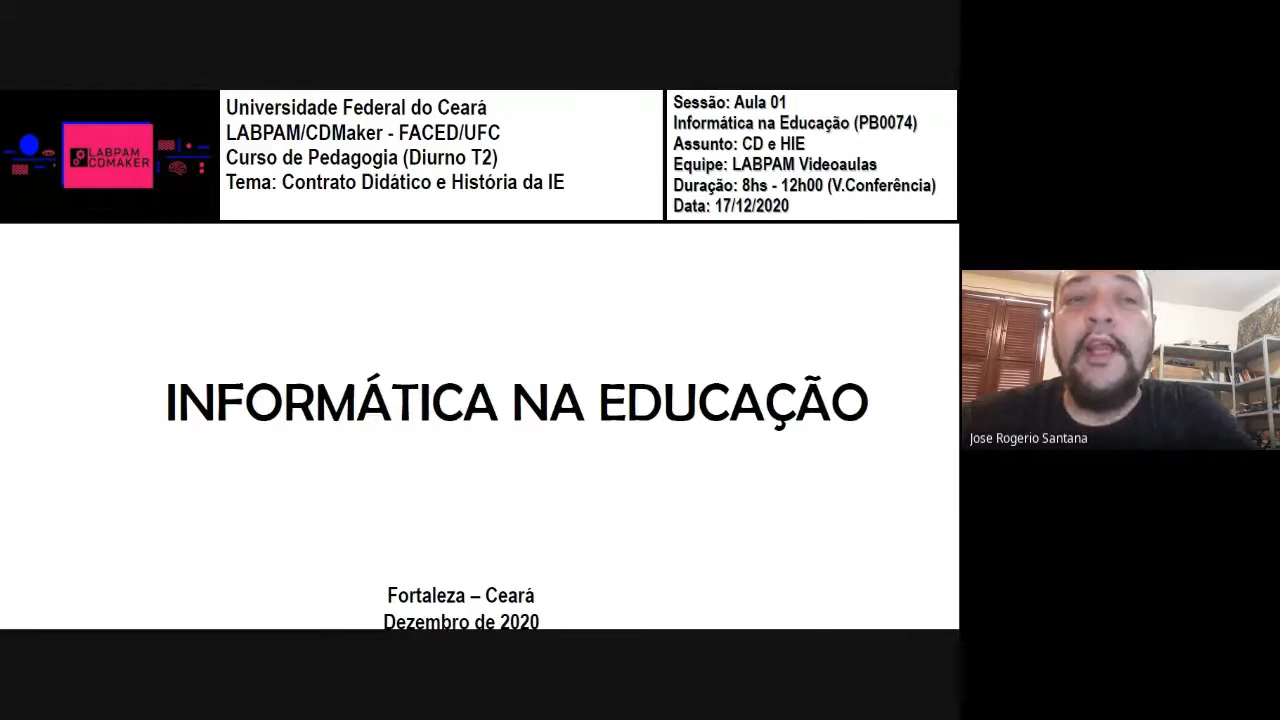 LABPAM
CDMAKER
Universidade Federal do Ceará
LABPAM/CDMaker - FACED/UFC
Curso de Pedagogia (Diurno T2)
Tema: Contrato Didático e História da IE
Sessão: Aula 01
Informática na Educação (PB0074)
Assunto: CD e HIE
Equipe: LABPAM Videoaulas
Duração: 8hs - 12h00 (V.Conferência)
Data: 17/12/2020
INFORMÁTICA NA EDUCAÇÃO
Jose Rogerio Santana
Fortaleza – Ceará
Dezembro de 2020